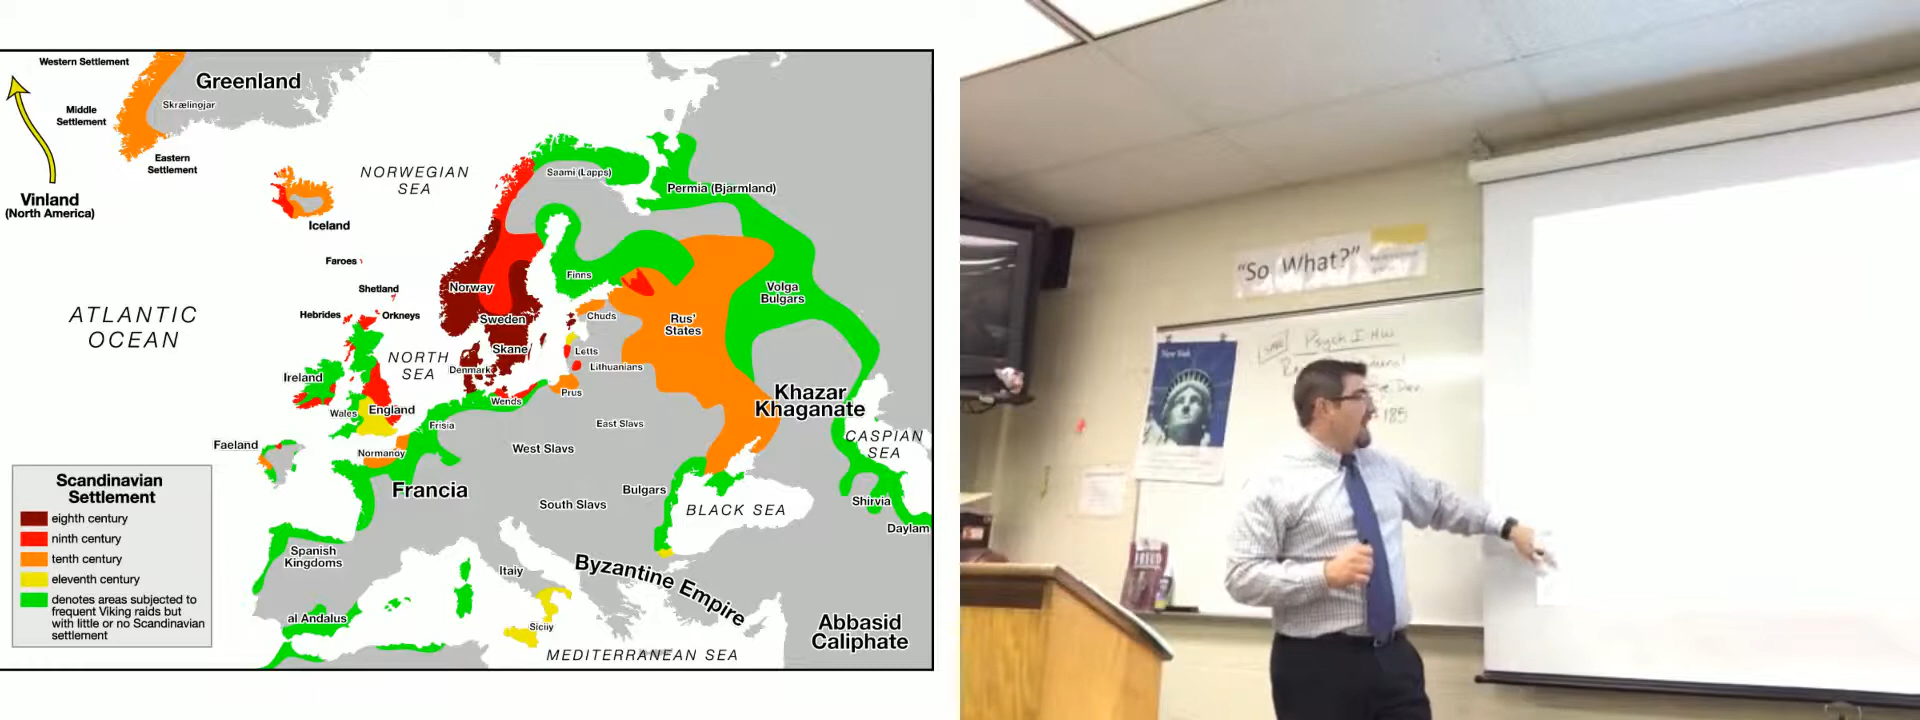 Western Settlement
Greenland
Skrælingjar
Middle
Settlement
Eastern
Settlement
Vinland
(North America)
NORWEGIAN
SEA
Iceland
Saami (Lapps)
Permia (Bjarmland)
Faroes
Shetland
Hebrides
Orkneys
ATLANTIC
OCEAN
Norway
Sweden
Skane
Denmark
Finns
Chuds
Rus'
States
Volga
Bulgars
NORTH
SEA
Letts
Lithuanians
Ireland
Wales
England
Wends
Prus
Khazar
Khaganate
Frisia
East Slavs
West Slavs
CASPIAN
SEA
Faeland
Normandy
Francia
Bulgars
South Slavs
BLACK SEA
Shirvia
Daylam
Spanish
Kingdoms
Italy
Byzantine Empire
al Andalus
Sicily
Abbasid
Caliphate
MEDITERRANEAN SEA
Scandinavian
Settlement
eighth century
ninth century
tenth century
eleventh century
denotes areas subjected to
frequent Viking raids but
with little or no Scandinavian
settlement
"So What?"
New York
Psych I HW
185